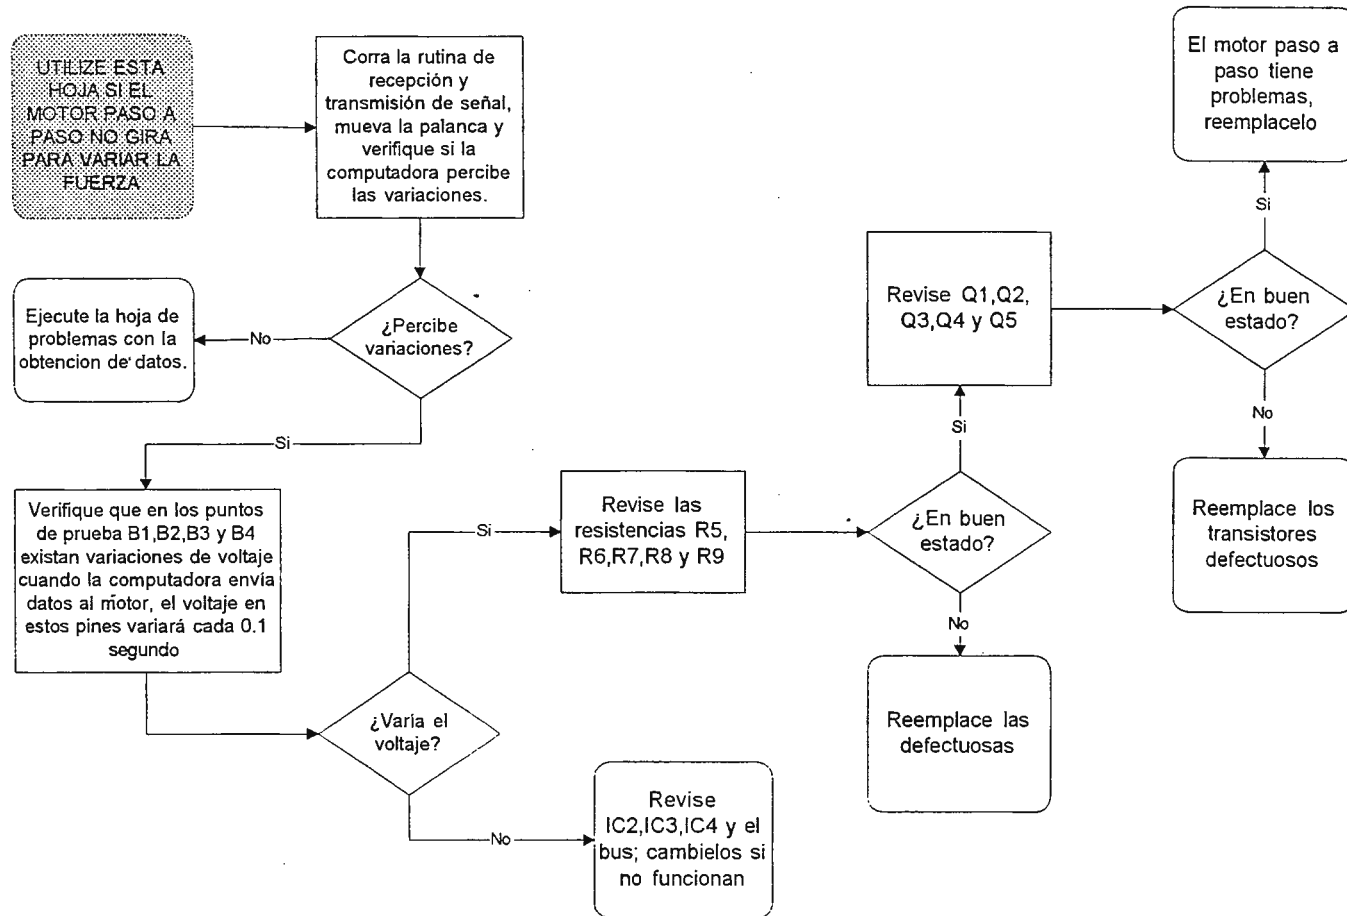 UTILIZE ESTA
HOJA SI EL
MOTOR PASO A
PASO NO GIRA
PARA VARIAR LA
FUERZA
Corra la rutina de
recepción y
transmisión de señal,
mueva la palanca y
verifique si la
computadora percibe
las variaciones.
¿Percibe
variaciones?
No
Ejecute la hoja de
problemas con la
obtencion de datos.
Si
Verifique que en los puntos
de prueba B1,B2,B3 y B4
existan variaciones de voltaje
cuando la computadora envía
datos al motor, el voltaje en
estos pines variará cada 0.1
segundo
¿Varía el
voltaje?
No
Revise
IC2,IC3,IC4 y el
bus; cambielos si
no funcionan
Si
Revise las
resistencias R5,
R6,R7,R8 y R9
¿En buen
estado?
No
Reemplace las
defectuosas
Si
Revise Q1,Q2,
Q3,Q4 y Q5
¿En buen
estado?
No
Reemplace los
transistores
defectuosos
Si
El motor paso a
paso tiene
problemas,
reemplacelo